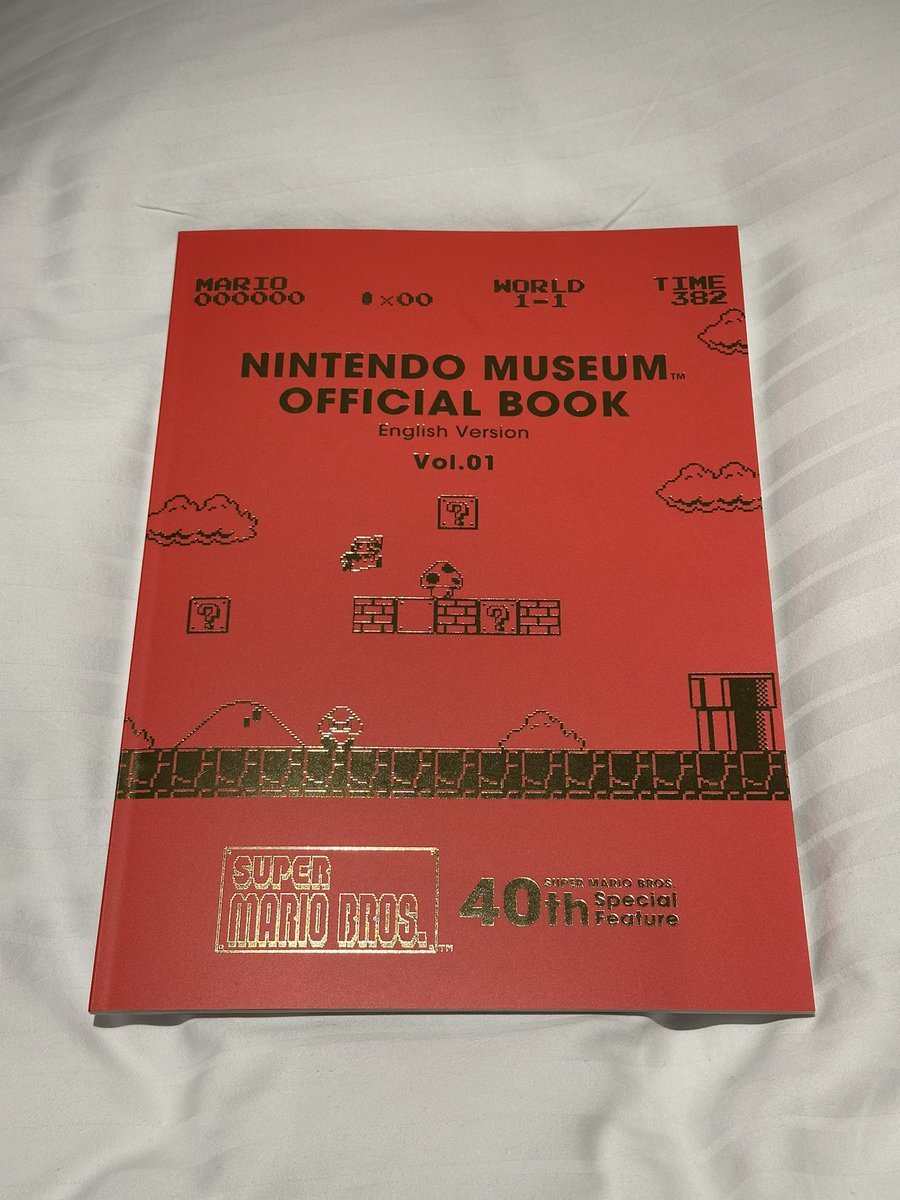 MARIO WORLD TIME
000000 ×00 1-1 382
NINTENDO MUSEUM™
OFFICIAL BOOK
English Version
Vol.01
?
?
?
SUPER
MARIO BROS.™
40th
SUPER MARIO BROS.
Special
Feature